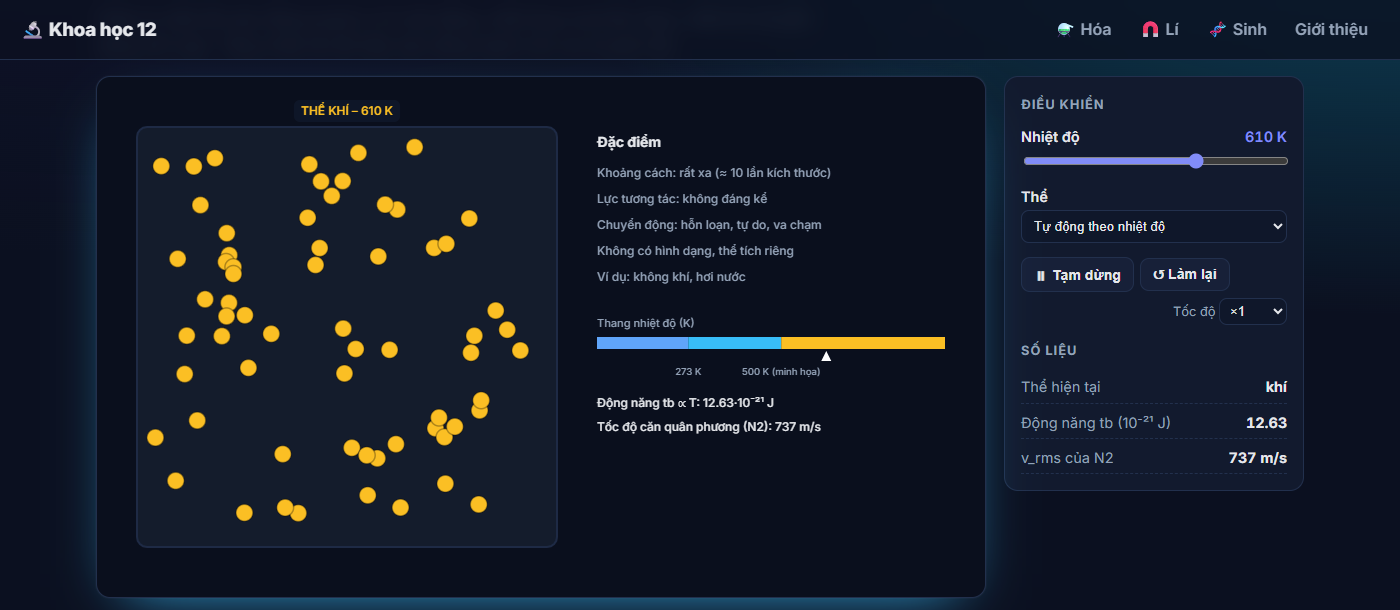 🔬 Khoa học 12
Hóa
Lí
Sinh
Giới thiệu
THỂ KHÍ – 610 K
Đặc điểm
Khoảng cách: rất xa (≈ 10 lần kích thước)
Lực tương tác: không đáng kể
Chuyển động: hỗn loạn, tự do, va chạm
Không có hình dạng, thể tích riêng
Ví dụ: không khí, hơi nước
Thang nhiệt độ (K)
273 K
500 K (minh họa)
Động năng tb ∝ T: 12.63·10⁻²¹ J
Tốc độ căn quân phương (N2): 737 m/s
ĐIỀU KHIỂN
Nhiệt độ 610 K
Thể
Tự động theo nhiệt độ
⏸ Tạm dừng
↺ Làm lại
Tốc độ ×1
SỐ LIỆU
Thể hiện tại khí
Động năng tb (10⁻²¹ J) 12.63
v_rms của N2 737 m/s